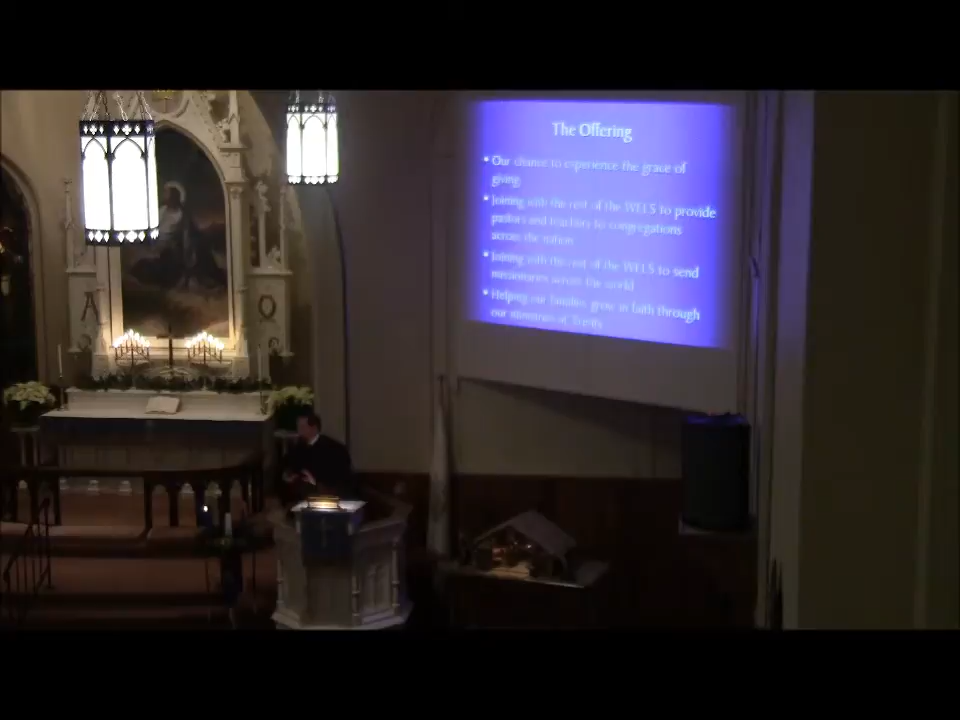 The Offering
• Our chance to experience the grace of
giving
• Joining with the rest of the WELS to provide
pastors and teachers to congregations
across the nation
• Joining with the rest of the WELS to send
missionaries across the world
• Helping our families grow in faith through
our ministries at
A
Ω